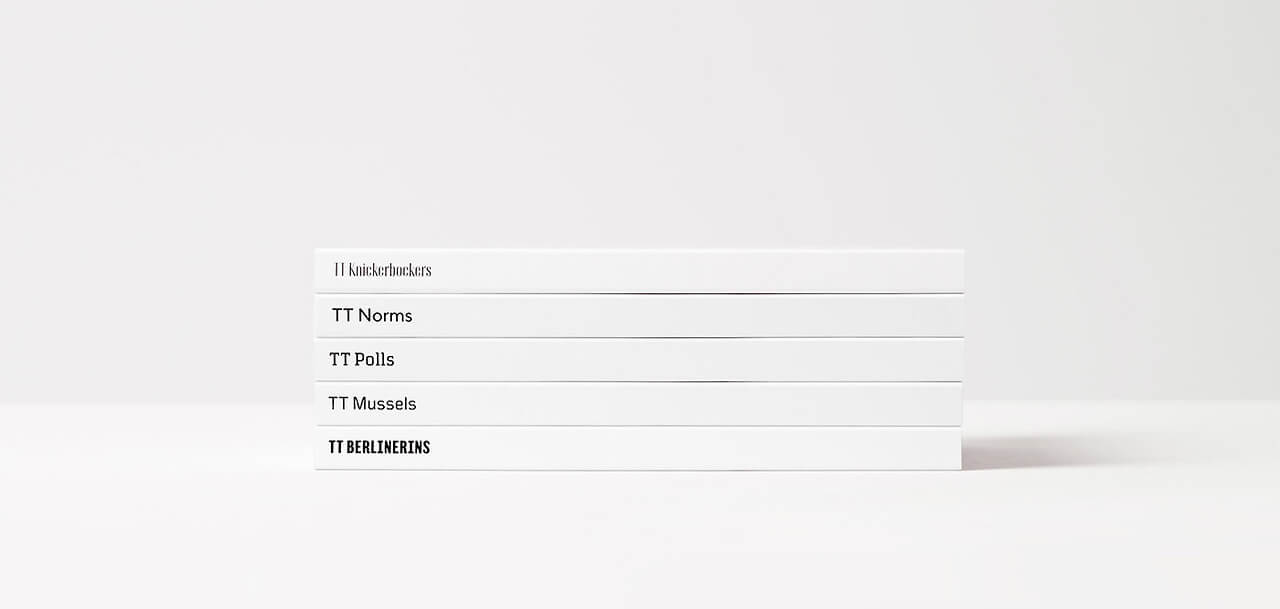 TT Knickerbockers
TT Norms
TT Polls
TT Mussels
TT BERLINERINS